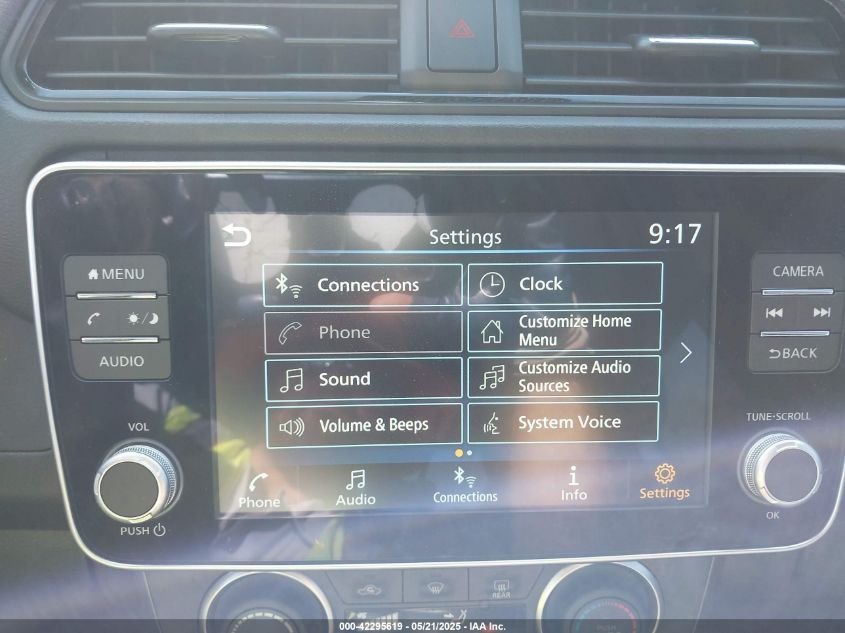 Settings
9:17
MENU
CAMERA
Connections
Clock
Phone
Customize Home
Menu
AUDIO
BACK
Sound
Customize Audio
Sources
Volume & Beeps
System Voice
VOL
TUNE•SCROLL
Phone
Audio
Connections
Info
Settings
PUSH
OK
REAR
PUSH
000-42295619 - 05/21/2025 - IAA Inc.